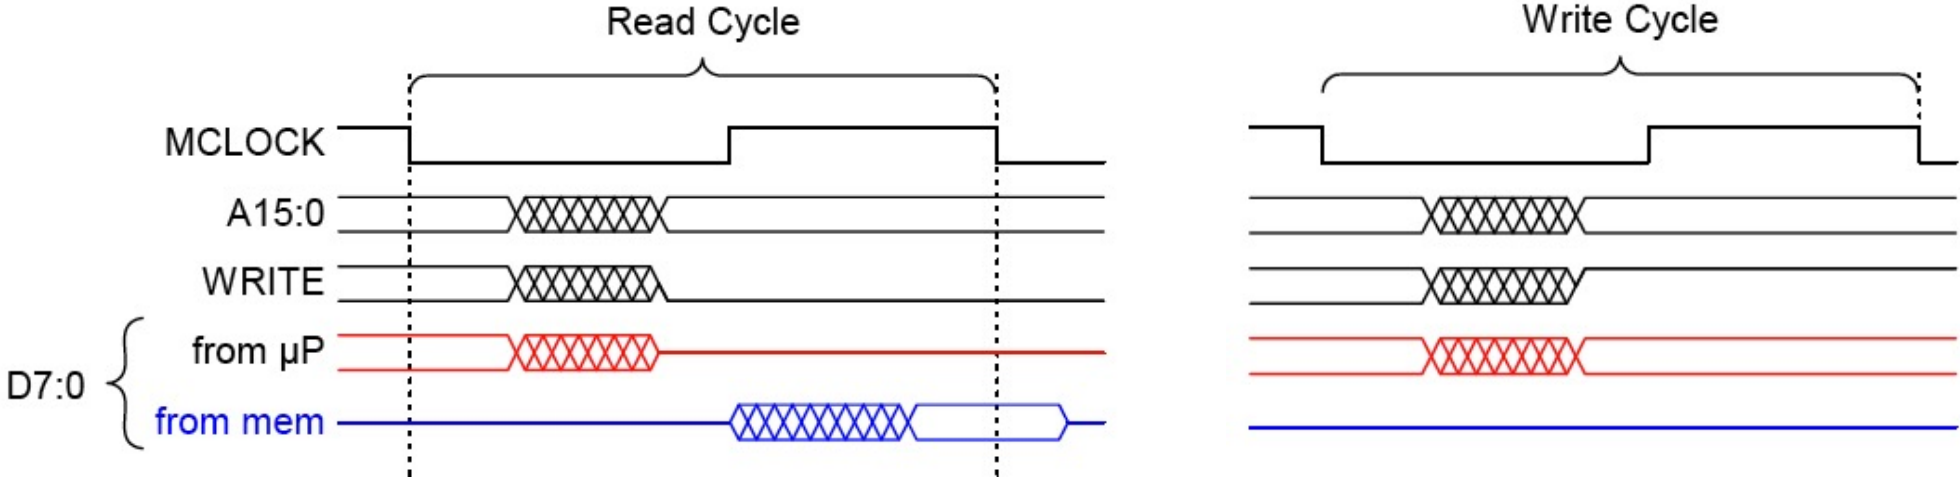 Read Cycle
Write Cycle
MCLOCK
A15:0
WRITE
from µP
D7:0
from mem